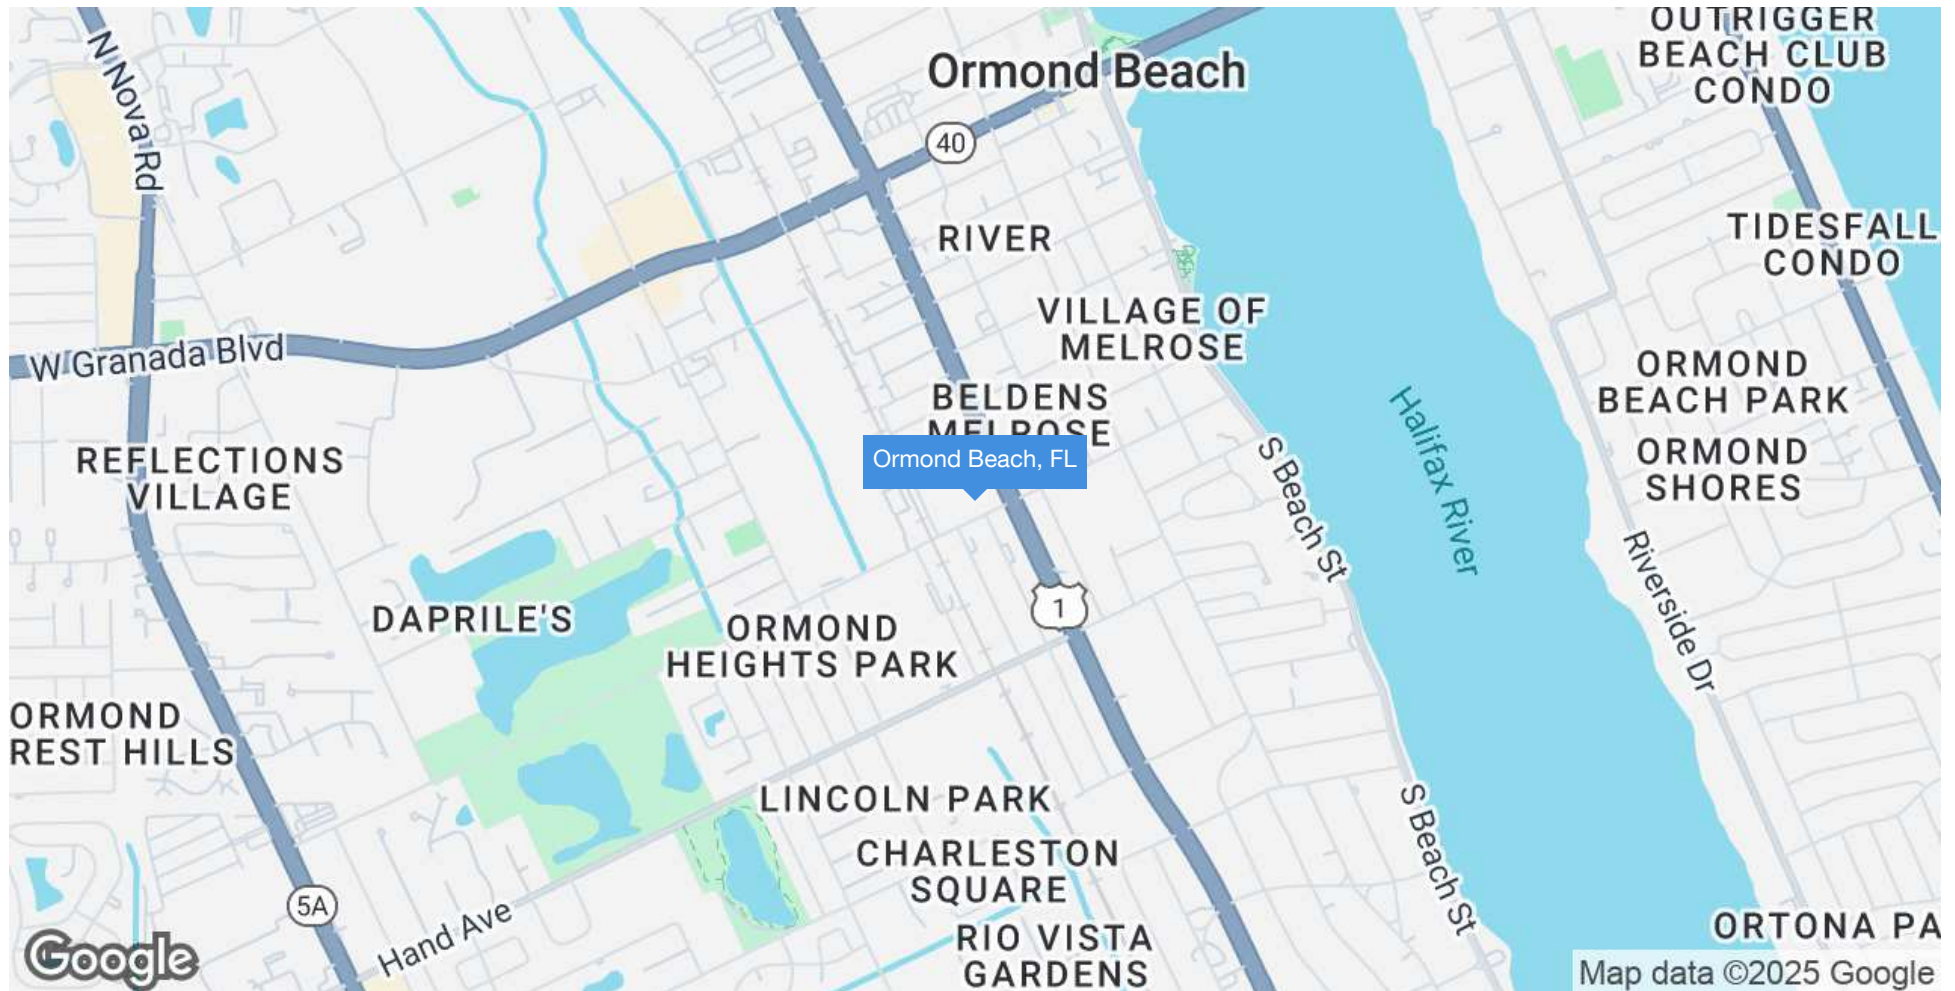 OUTRIGGER
BEACH CLUB
CONDO
N Nova Rd
Ormond Beach
40
RIVER
TIDESFALL
CONDO
VILLAGE OF
MELROSE
W Granada Blvd
ORMOND
BEACH PARK
BELDENS
MELROSE
Halifax River
REFLECTIONS
VILLAGE
Ormond Beach, FL
S Beach St
ORMOND
SHORES
Riverside Dr
1
DAPRILE'S
ORMOND
HEIGHTS PARK
ORMOND
REST HILLS
LINCOLN PARK
S Beach St
CHARLESTON
SQUARE
5A
Hand Ave
RIO VISTA
GARDENS
ORTONA PA
Google
Map data ©2025 Google